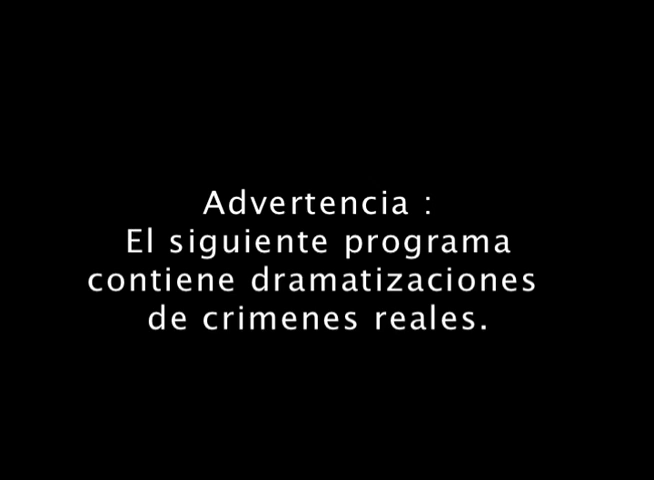 Advertencia :
El siguiente programa
contiene dramatizaciones
de crimenes reales.